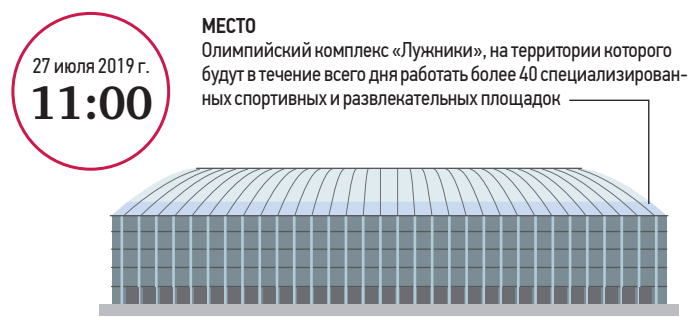 27 июля 2019 г.
11:00
МЕСТО
Олимпийский комплекс «Лужники», на территории которого
будут в течение всего дня работать более 40 специализирован-
ных спортивных и развлекательных площадок